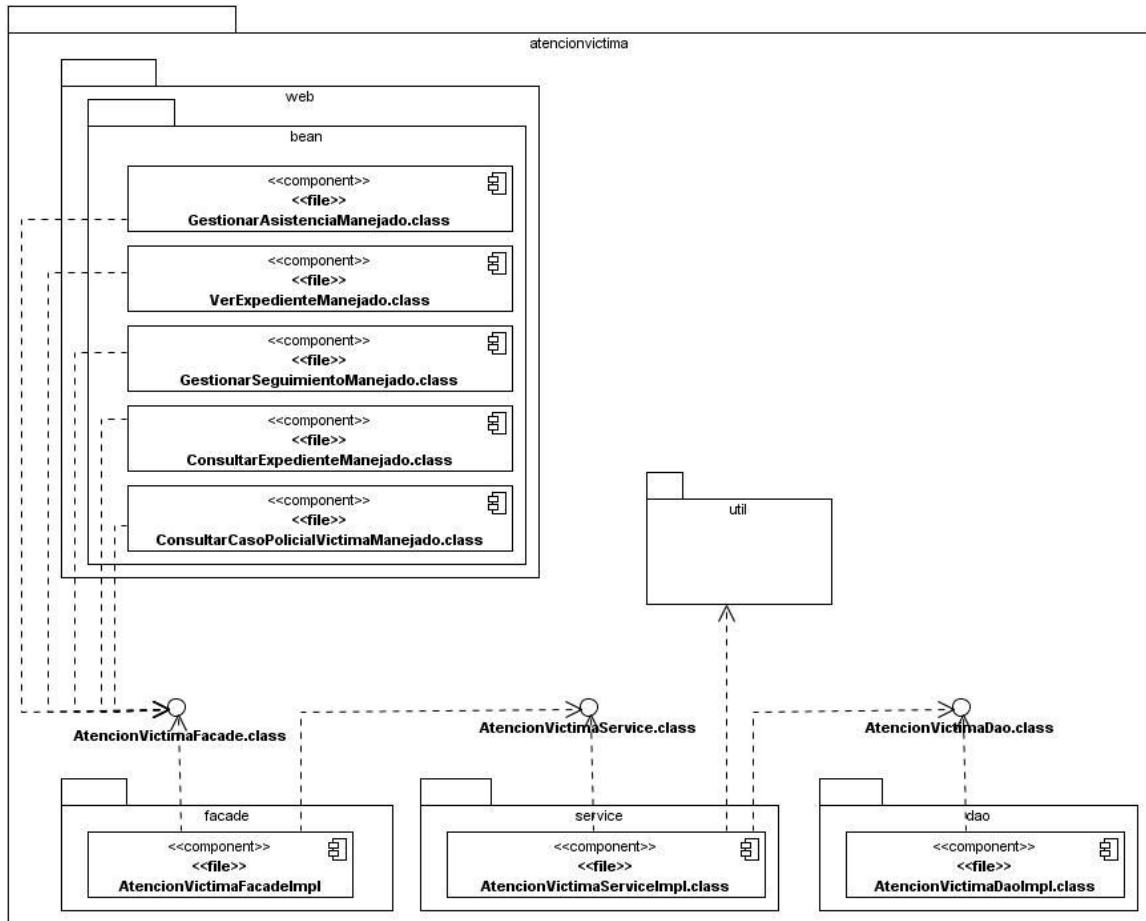 atencionvictima
web
bean
<<component>>
<<file>>
GestionarAsistenciaManejado.class
<<component>>
<<file>>
VerExpedienteManejado.class
<<component>>
<<file>>
GestionarSeguimientoManejado.class
<<component>>
<<file>>
ConsultarExpedienteManejado.class
<<component>>
<<file>>
ConsultarCasoPolicialVictimaManejado.class
util
AtencionVictimaFacade.class
AtencionVictimaService.class
AtencionVictimaDao.class
facade
<<component>>
<<file>>
AtencionVictimaFacadeImpl
service
<<component>>
<<file>>
AtencionVictimaServiceImpl.class
dao
<<component>>
<<file>>
AtencionVictimaDaoImpl.class